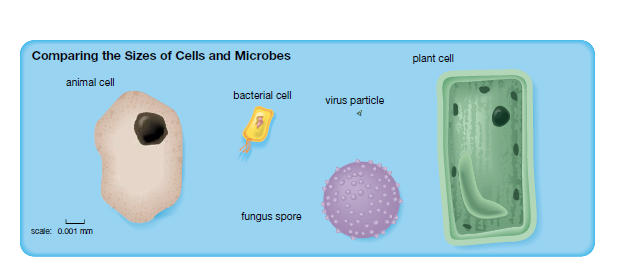 Comparing the Sizes of Cells and Microbes
plant cell
animal cell
bacterial cell
virus particle
fungus spore
scale: 0.001 mm